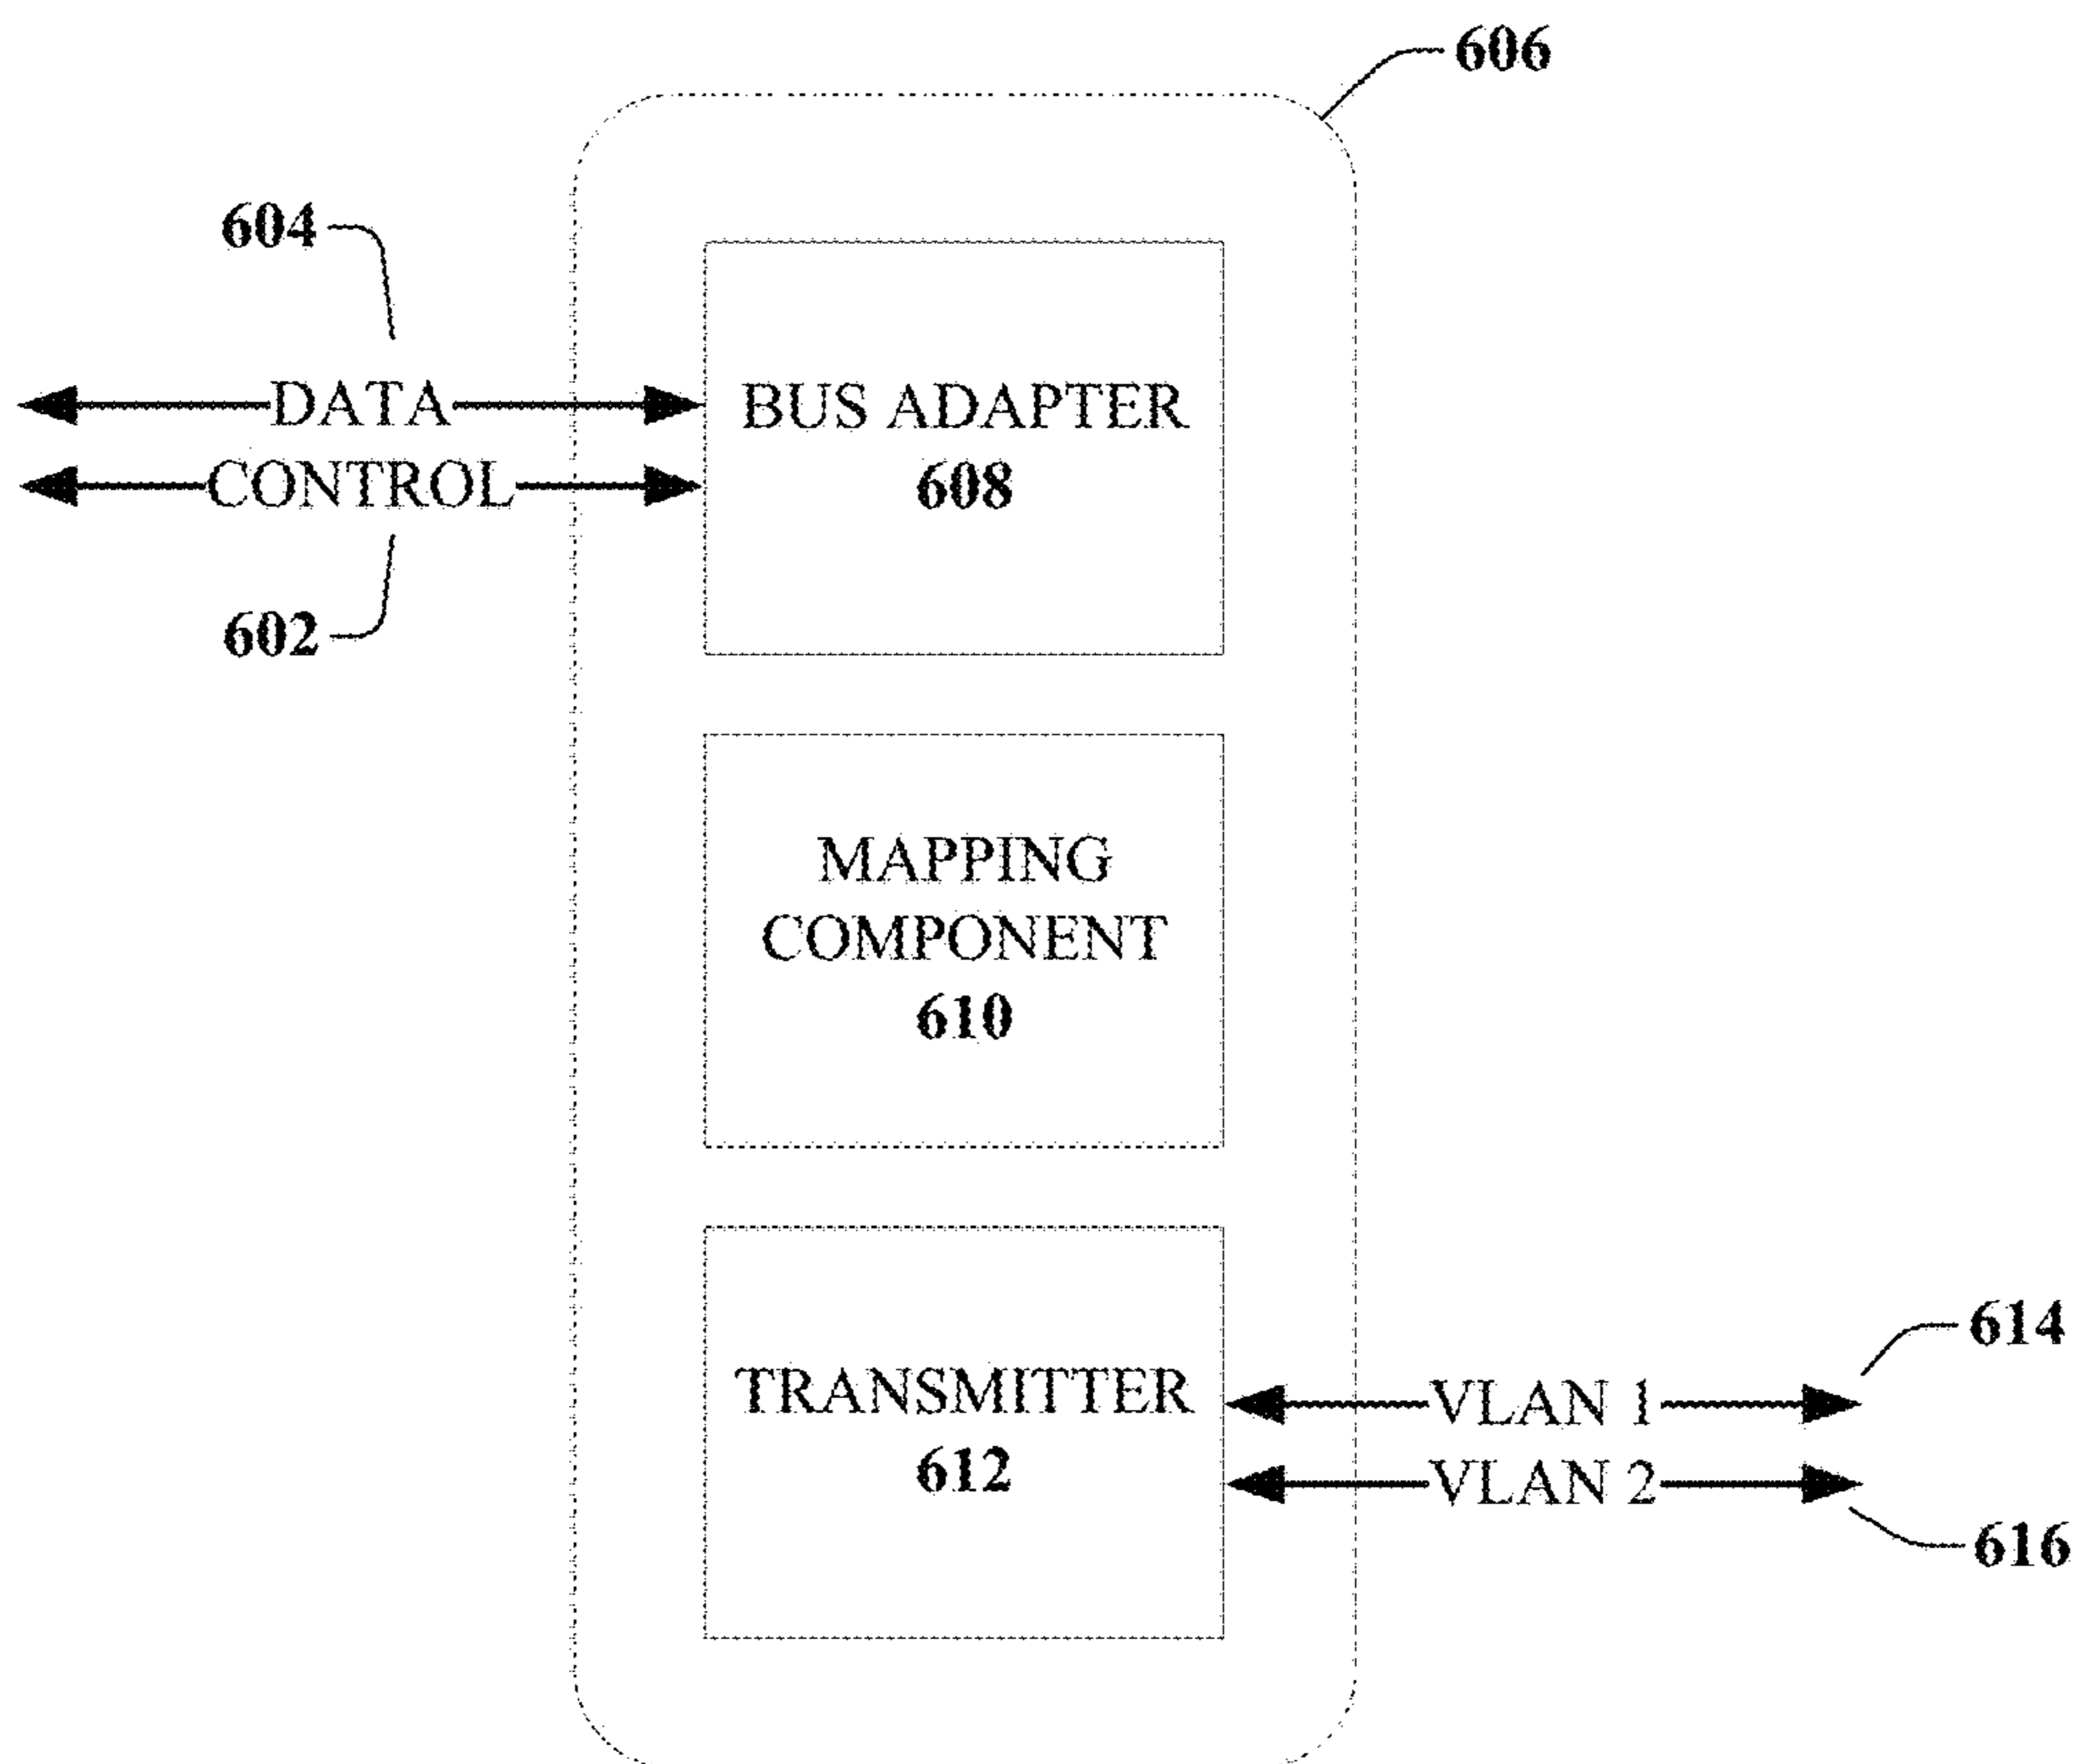 606
604
DATA
CONTROL
602
BUS ADAPTER
608
MAPPING
COMPONENT
610
TRANSMITTER
612
VLAN 1
VLAN 2
614
616